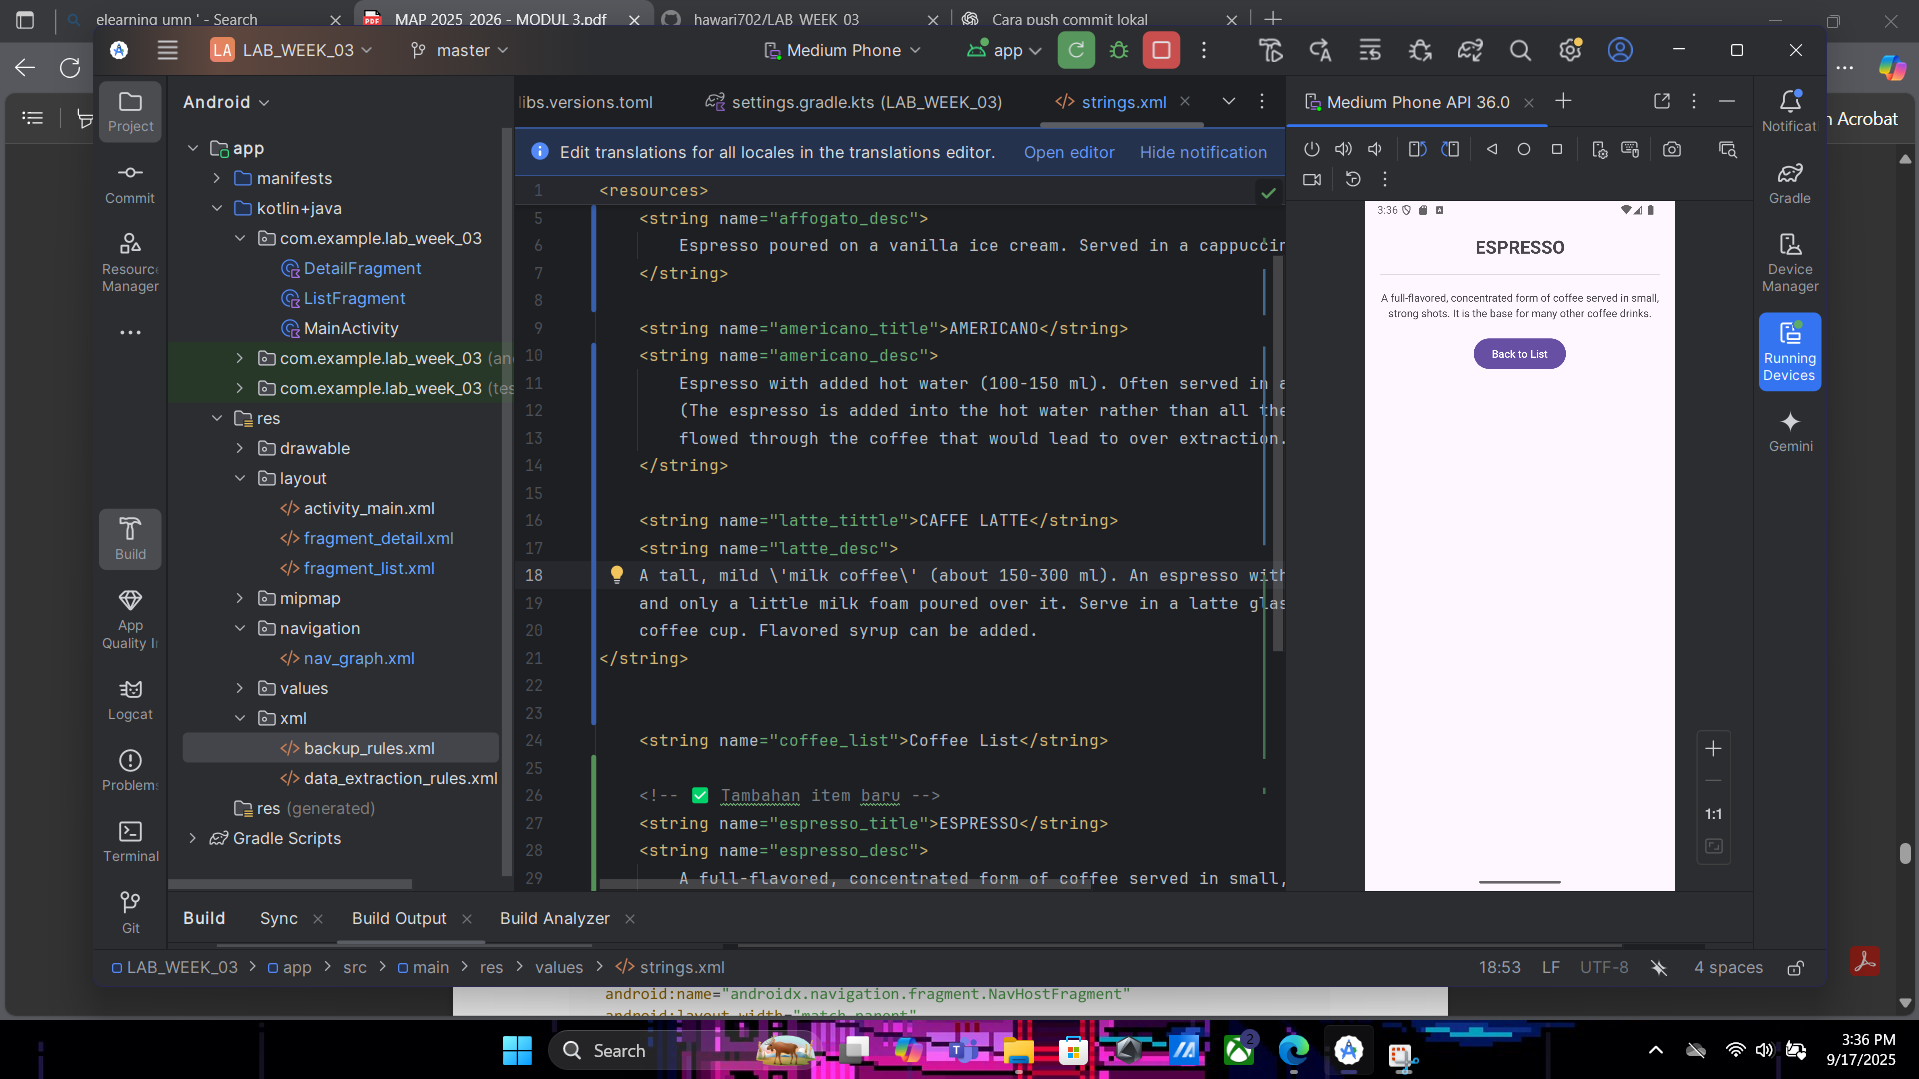 elearning umn ' - Search
MAP 2025_2026 - MODUL 3.pdf
hawari702/LAB_WEEK_03
Cara push commit lokal
LA LAB_WEEK_03
master
Medium Phone
app
Acrobat
Project
Commit
Resource Manager
Build
App Quality In
Logcat
Problems
Terminal
Git
Android
app
manifests
kotlin+java
com.example.lab_week_03
DetailFragment
ListFragment
MainActivity
com.example.lab_week_03 (an
com.example.lab_week_03 (tes
res
drawable
layout
activity_main.xml
fragment_detail.xml
fragment_list.xml
mipmap
navigation
nav_graph.xml
values
xml
backup_rules.xml
data_extraction_rules.xml
res (generated)
Gradle Scripts
libs.versions.toml
settings.gradle.kts (LAB_WEEK_03)
strings.xml
Edit translations for all locales in the translations editor. Open editor Hide notification
1 <resources>
5 <string name="affogato_desc">
6 Espresso poured on a vanilla ice cream. Served in a cappuccin
7 </string>
8
9 <string name="americano_title">AMERICANO</string>
10 <string name="americano_desc">
11 Espresso with added hot water (100-150 ml). Often served in a
12 (The espresso is added into the hot water rather than all the
13 flowed through the coffee that would lead to over extraction.
14 </string>
15
16 <string name="latte_tittle">CAFFE LATTE</string>
17 <string name="latte_desc">
18 A tall, mild \'milk coffee\' (about 150-300 ml). An espresso with
19 and only a little milk foam poured over it. Serve in a latte glas
20 coffee cup. Flavored syrup can be added.
21 </string>
22
23
24 <string name="coffee_list">Coffee List</string>
25
26 <!-- ✅ Tambahan item baru -->
27 <string name="espresso_title">ESPRESSO</string>
28 <string name="espresso_desc">
29 A full-flavored, concentrated form of coffee served in small,
Medium Phone API 36.0
3:36
ESPRESSO
A full-flavored, concentrated form of coffee served in small,
strong shots. It is the base for many other coffee drinks.
Back to List
1:1
Notificat
Gradle
Device Manager
Running Devices
Gemini
Build
Sync
Build Output
Build Analyzer
LAB_WEEK_03 > app > src > main > res > values > strings.xml
18:53 LF UTF-8 4 spaces
android:name="androidx.navigation.fragment.NavHostFragment"
android:layout_width="match_parent"
Search
2
3:36 PM
9/17/2025